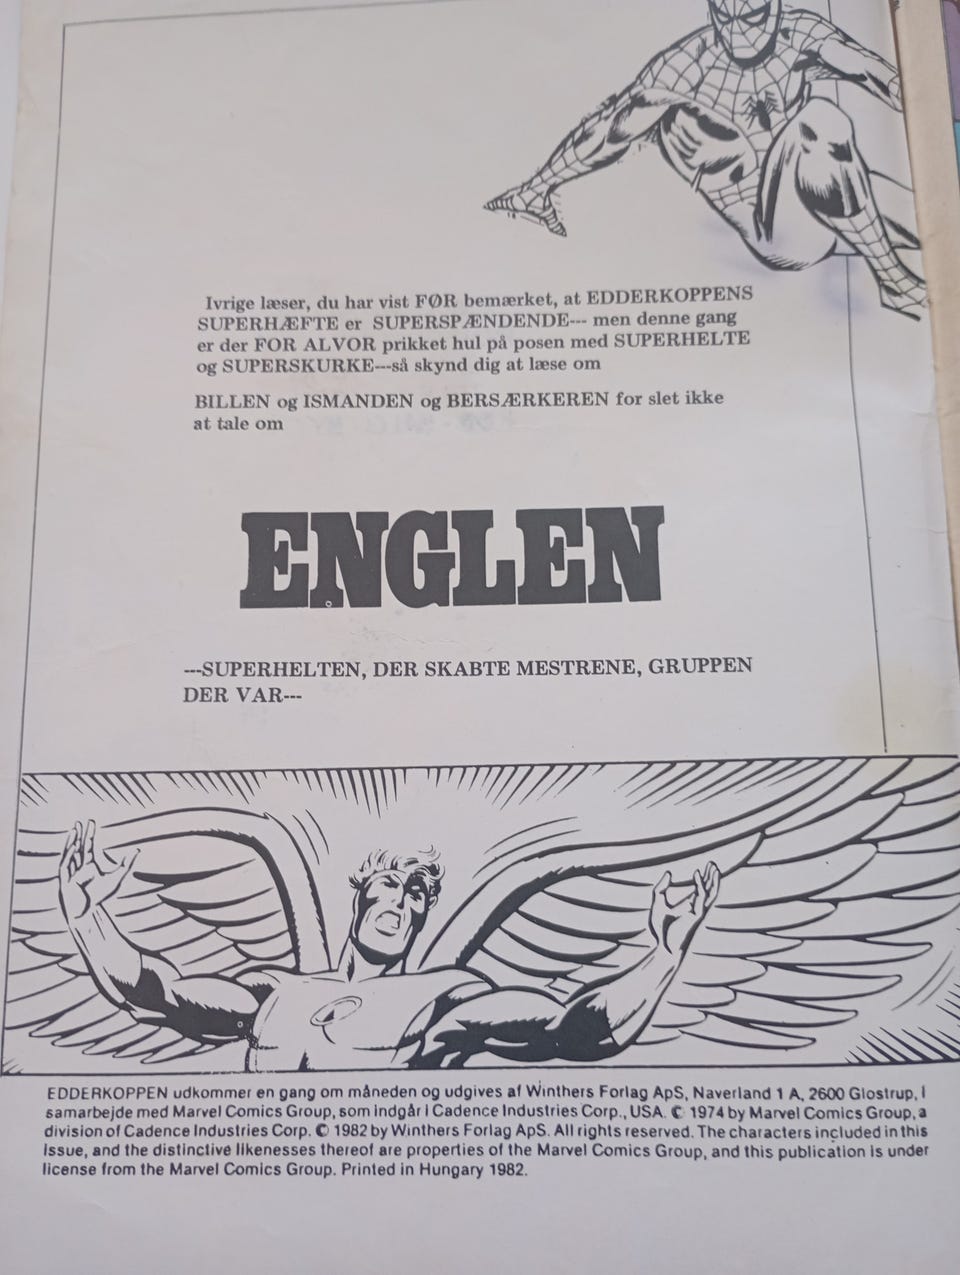 Ivrige læser, du har vist FØR bemærket, at EDDERKOPPENS
SUPERHÆFTE er SUPERSPÆNDENDE--- men denne gang
er der FOR ALVOR prikket hul på posen med SUPERHELTE
og SUPERSKURKE---så skynd dig at læse om
BILLEN og ISMANDEN og BERSÆRKEREN for slet ikke
at tale om
ENGLEN
---SUPERHELTEN, DER SKABTE MESTRENE, GRUPPEN
DER VAR---
EDDERKOPPEN udkommer en gang om måneden og udgives af Winthers Forlag ApS, Naverland 1 A, 2600 Glostrup, i
samarbejde med Marvel Comics Group, som indgår i Cadence Industries Corp., USA. © 1974 by Marvel Comics Group, a
division of Cadence Industries Corp. © 1982 by Winthers Forlag ApS. All rights reserved. The characters included in this
issue, and the distinctive likenesses thereof are properties of the Marvel Comics Group, and this publication is under
license from the Marvel Comics Group. Printed in Hungary 1982.